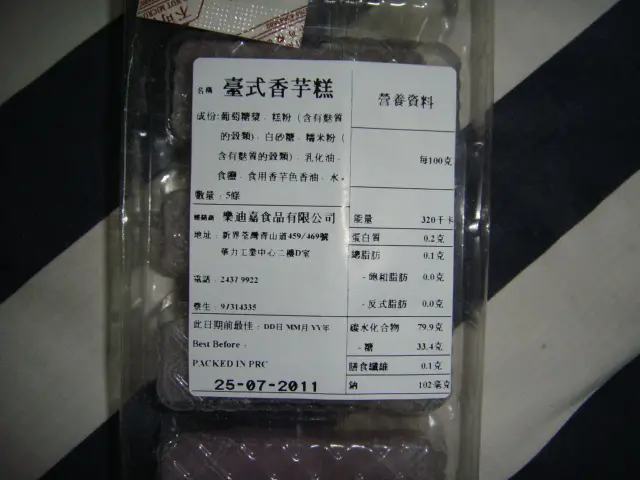 名稱 臺式香芋糕
成份:葡萄糖漿﹐糕粉（含有麩質
的穀類）﹐白砂糖﹐糯米粉（
含有麩質的穀類）﹐乳化油﹐
食鹽﹐食用香芋色香油﹐水。
數量：5條
樂迪嘉食品有限公司
地址：新界荃灣青山道459/469號
華力工業中心二樓D室
電話：2437 9922
登生：97314335
此日期前最佳：DD日 MM月 YY年
Best Before：
PACKED IN PRC
25-07-2011
營養資料
每100克
能量 320千卡
蛋白質 0.2克
總脂肪 0.1克
-飽和脂肪 0.0克
-反式脂肪 0.0克
碳水化合物 79.9克
-糖 33.4克
膳食纖維 0.1克
鈉 102毫克